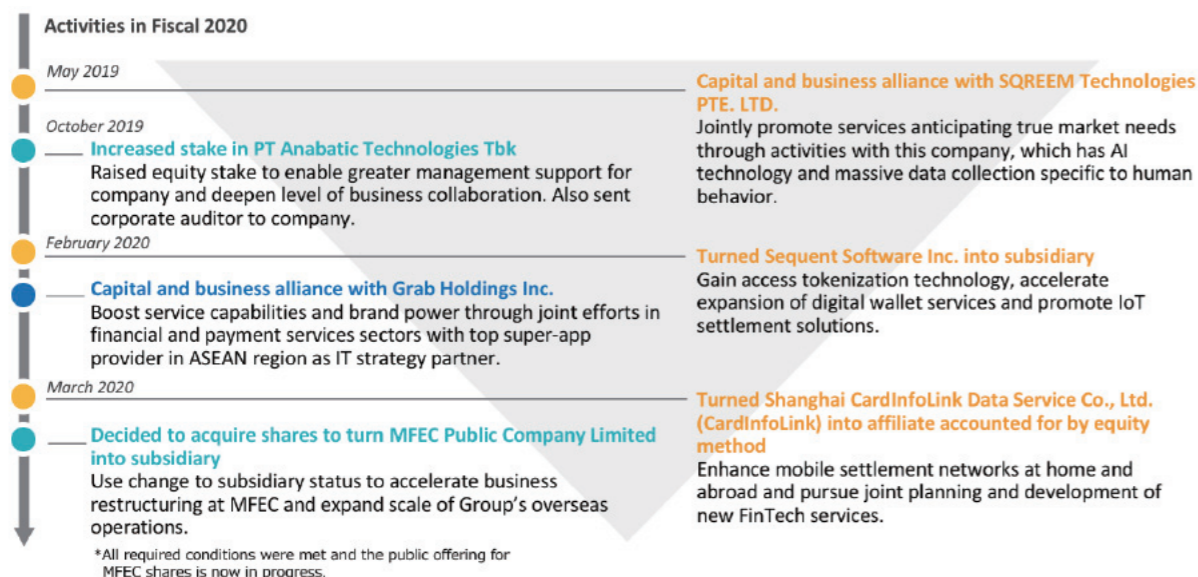 Activities in Fiscal 2020
May 2019
Capital and business alliance with SQREEM Technologies
PTE. LTD.
Jointly promote services anticipating true market needs
through activities with this company, which has AI
technology and massive data collection specific to human
behavior.
October 2019
Increased stake in PT Anabatic Technologies Tbk
Raised equity stake to enable greater management support for
company and deepen level of business collaboration. Also sent
corporate auditor to company.
February 2020
Turned Sequent Software Inc. into subsidiary
Gain access tokenization technology, accelerate
expansion of digital wallet services and promote IoT
settlement solutions.
Capital and business alliance with Grab Holdings Inc.
Boost service capabilities and brand power through joint efforts in
financial and payment services sectors with top super-app
provider in ASEAN region as IT strategy partner.
March 2020
Turned Shanghai CardInfoLink Data Service Co., Ltd.
(CardInfoLink) into affiliate accounted for by equity
method
Enhance mobile settlement networks at home and
abroad and pursue joint planning and development of
new FinTech services.
Decided to acquire shares to turn MFEC Public Company Limited
into subsidiary
Use change to subsidiary status to accelerate business
restructuring at MFEC and expand scale of Group's overseas
operations.
*All required conditions were met and the public offering for
MFEC shares is now in progress.